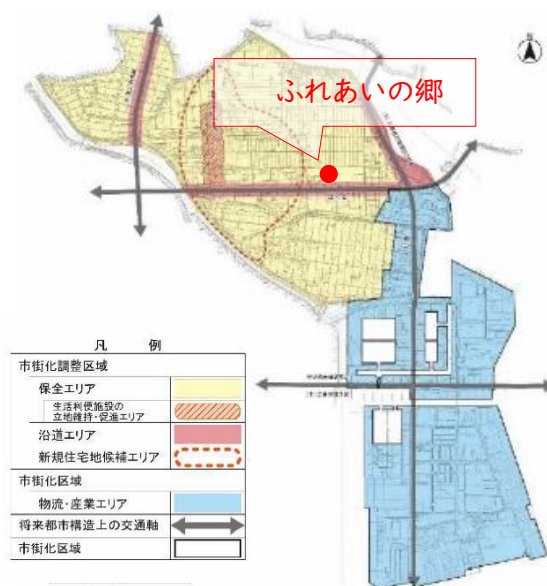 ふれあいの郷
凡 例
市街化調整区域
保全エリア
生活利便施設の
立地維持・促進エリア
沿道エリア
新規住宅地候補エリア
市街化区域
物流・産業エリア
将来都市構造上の交通軸
市街化区域